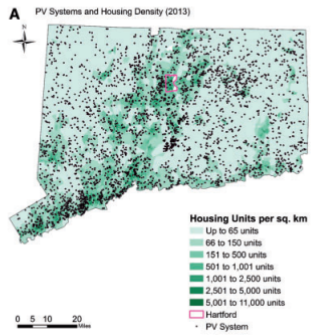 A PV Systems and Housing Density (2013)
N
Housing Units per sq. km
Up to 65 units
66 to 150 units
151 to 500 units
501 to 1,001 units
1,001 to 2,500 units
2,501 to 5,000 units
5,001 to 11,000 units
Hartford
PV System
0 5 10 20
Miles